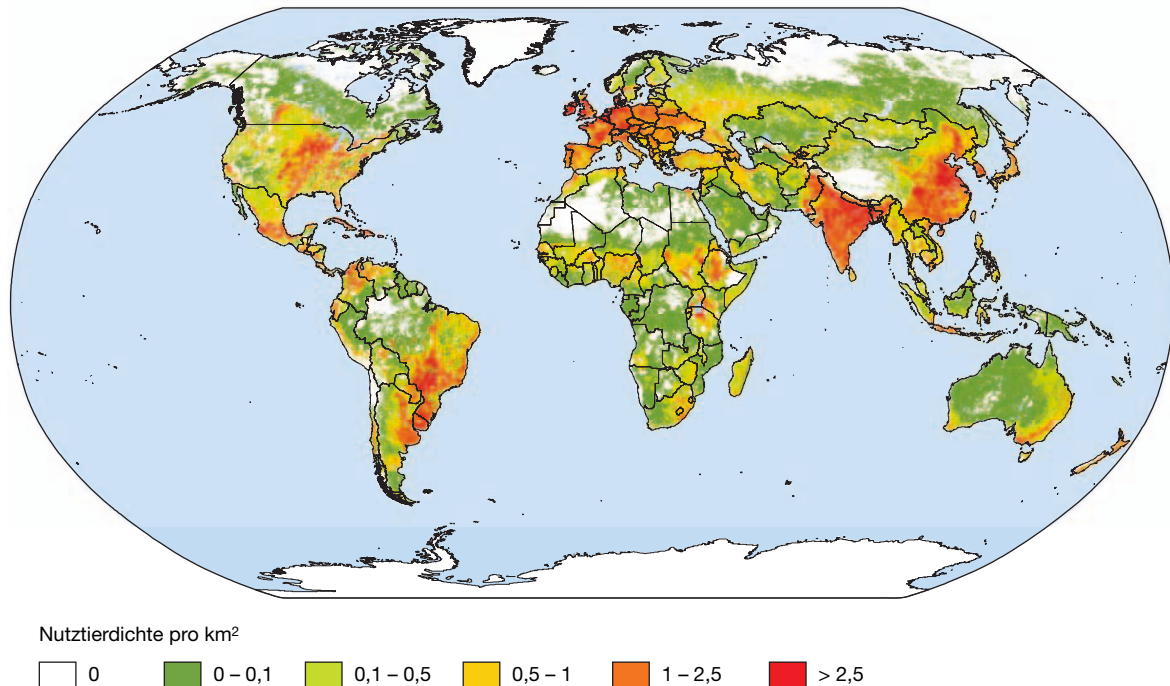 Nutztierdichte pro km²
0 0 – 0,1 0,1 – 0,5 0,5 – 1 1 – 2,5 > 2,5